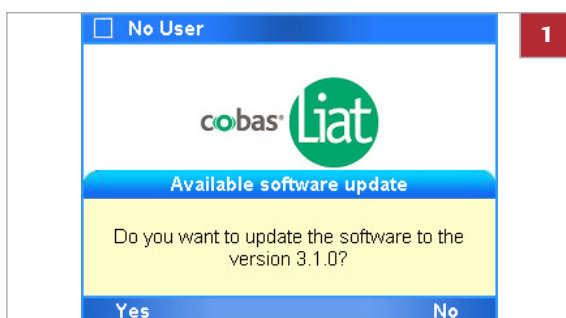 No User
1
cobas®
Liat
Available software update
Do you want to update the software to the
version 3.1.0?
Yes No